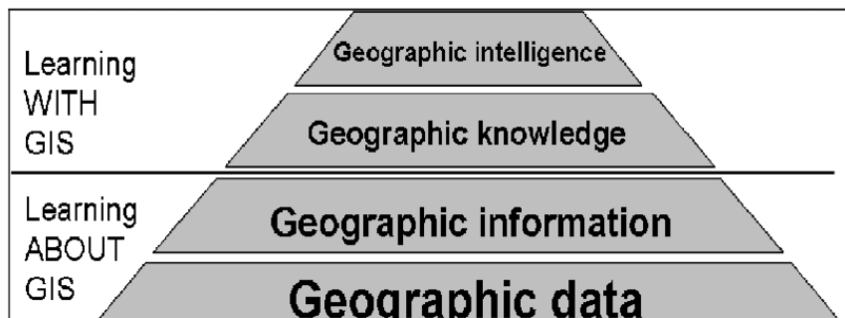 Learning
WITH
GIS
Geographic intelligence
Geographic knowledge
Learning
ABOUT
GIS
Geographic information
Geographic data